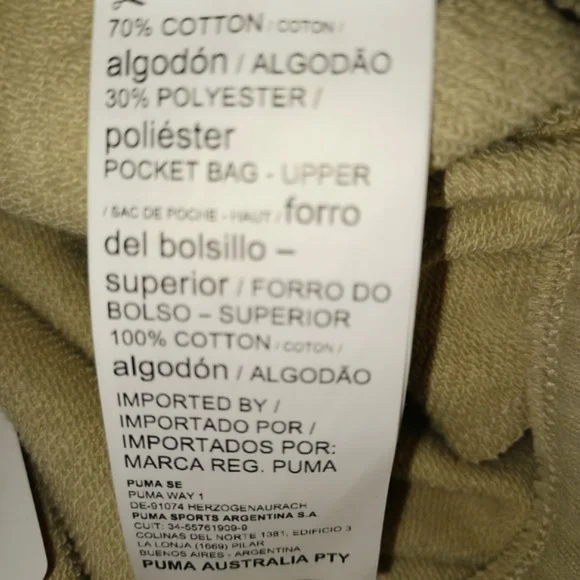 70% COTTON / COTON /
algodón / ALGODÃO
30% POLYESTER /
poliéster
POCKET BAG - UPPER
/ SAC DE POCHE - HAUT / forro
del bolsillo –
superior / FORRO DO
BOLSO – SUPERIOR
100% COTTON / COTON /
algodón / ALGODÃO
IMPORTED BY /
IMPORTADO POR /
IMPORTADOS POR:
MARCA REG. PUMA
PUMA SE
PUMA WAY 1
DE-91074 HERZOGENAURACH
PUMA SPORTS ARGENTINA S.A.
CUIT: 34-55761909-9
COLINAS DEL NORTE 1381, EDIFICIO 3
LA LONJA (1669) PILAR
BUENOS AIRES - ARGENTINA
PUMA AUSTRALIA PTY